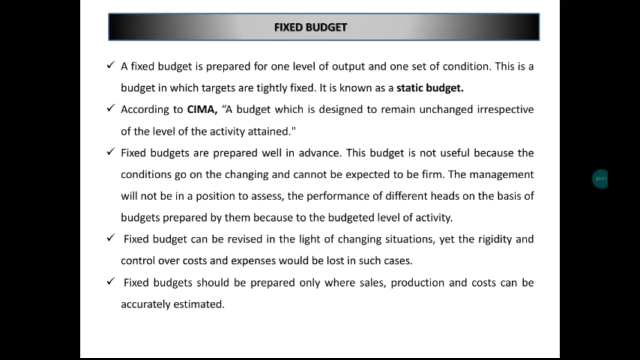 FIXED BUDGET
✓ A fixed budget is prepared for one level of output and one set of condition. This is a
budget in which targets are tightly fixed. It is known as a static budget.
✓ According to CIMA, "A budget which is designed to remain unchanged irrespective
of the level of the activity attained."
✓ Fixed budgets are prepared well in advance. This budget is not useful because the
conditions go on the changing and cannot be expected to be firm. The management
will not be in a position to assess, the performance of different heads on the basis of
budgets prepared by them because to the budgeted level of activity.
✓ Fixed budget can be revised in the light of changing situations, yet the rigidity and
control over costs and expenses would be lost in such cases.
✓ Fixed budgets should be prepared only where sales, production and costs can be
accurately estimated.